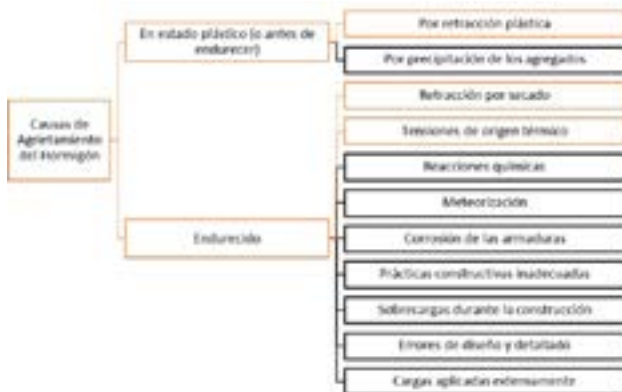 Causas de
Agrietamiento
del Hormigón
En estado plástico (o antes de
endurecer)
Por retracción plástica
Por precipitación de los agregados
Endurecido
Retracción por secado
Tensiones de origen térmico
Reacciones químicas
Meteorización
Corrosión de las armaduras
Prácticas constructivas inadecuadas
Sobrecargas durante la construcción
Errores de diseño y detallado
Cargas aplicadas externamente